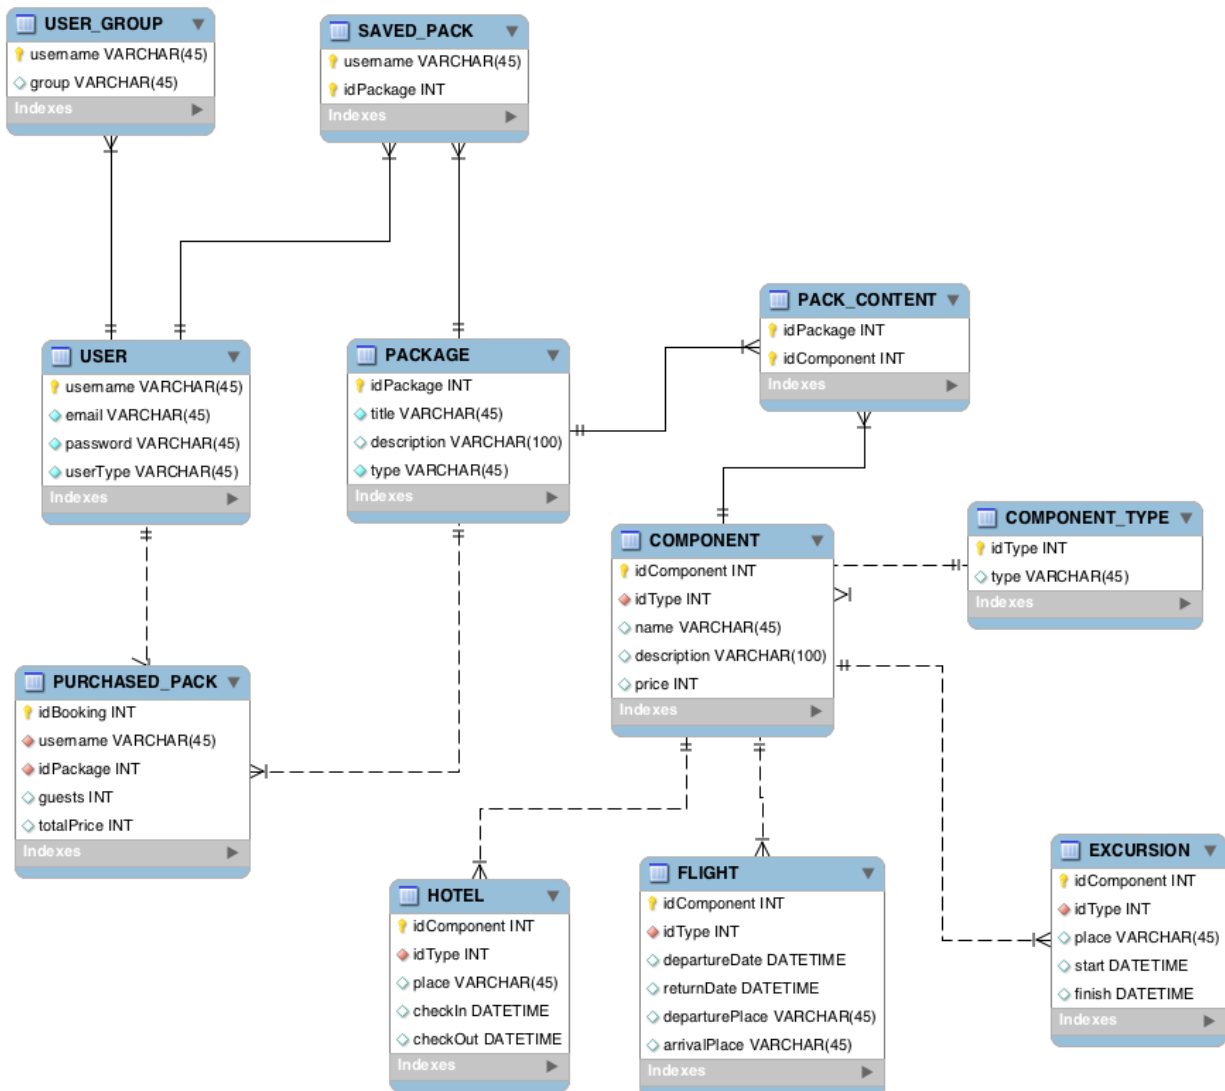 USER_GROUP
username VARCHAR(45)
group VARCHAR(45)
Indexes
SAVED_PACK
username VARCHAR(45)
idPackage INT
Indexes
PACK_CONTENT
idPackage INT
idComponent INT
Indexes
USER
username VARCHAR(45)
email VARCHAR(45)
password VARCHAR(45)
userType VARCHAR(45)
Indexes
PACKAGE
idPackage INT
title VARCHAR(45)
description VARCHAR(100)
type VARCHAR(45)
Indexes
COMPONENT
idComponent INT
idType INT
name VARCHAR(45)
description VARCHAR(100)
price INT
Indexes
COMPONENT_TYPE
idType INT
type VARCHAR(45)
Indexes
PURCHASED_PACK
idBooking INT
username VARCHAR(45)
idPackage INT
guests INT
totalPrice INT
Indexes
HOTEL
idComponent INT
idType INT
place VARCHAR(45)
checkIn DATETIME
checkOut DATETIME
Indexes
FLIGHT
idComponent INT
idType INT
departureDate DATETIME
returnDate DATETIME
departurePlace VARCHAR(45)
arrivalPlace VARCHAR(45)
Indexes
EXCURSION
idComponent INT
idType INT
place VARCHAR(45)
start DATETIME
finish DATETIME
Indexes